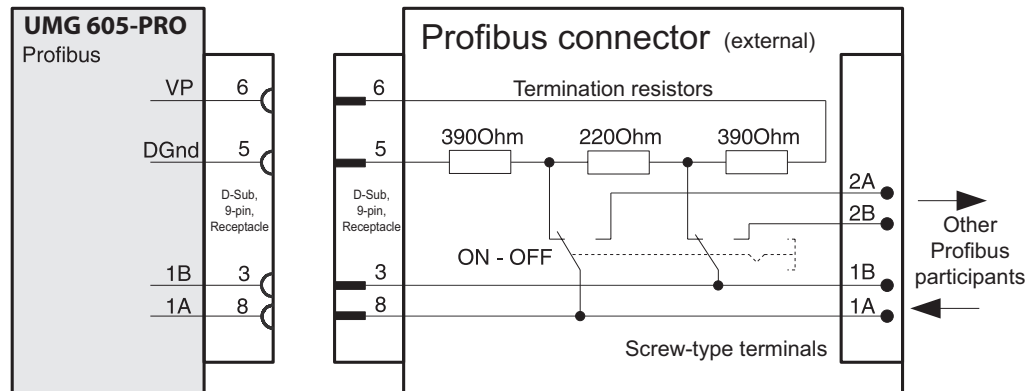 UMG 605-PRO
Profibus
VP
6
DGnd
5
D-Sub,
9-pin,
Receptacle
1B
3
1A
8
Profibus connector (external)
6
Termination resistors
5
390Ohm
220Ohm
390Ohm
D-Sub,
9-pin,
Receptacle
2A
2B
ON - OFF
3
1B
8
1A
Other
Profibus
participants
Screw-type terminals